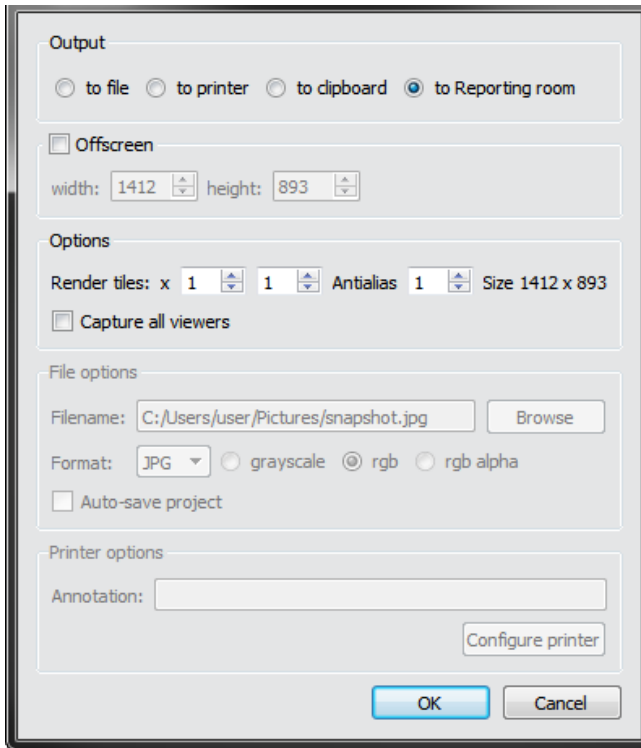 Output
to file to printer to clipboard to Reporting room
Offscreen
width: 1412 height: 893
Options
Render tiles: x 1 1 Antialias 1 Size 1412 x 893
Capture all viewers
File options
Filename: C:/Users/user/Pictures/snapshot.jpg Browse
Format: JPG grayscale rgb rgb alpha
Auto-save project
Printer options
Annotation:
Configure printer
OK Cancel